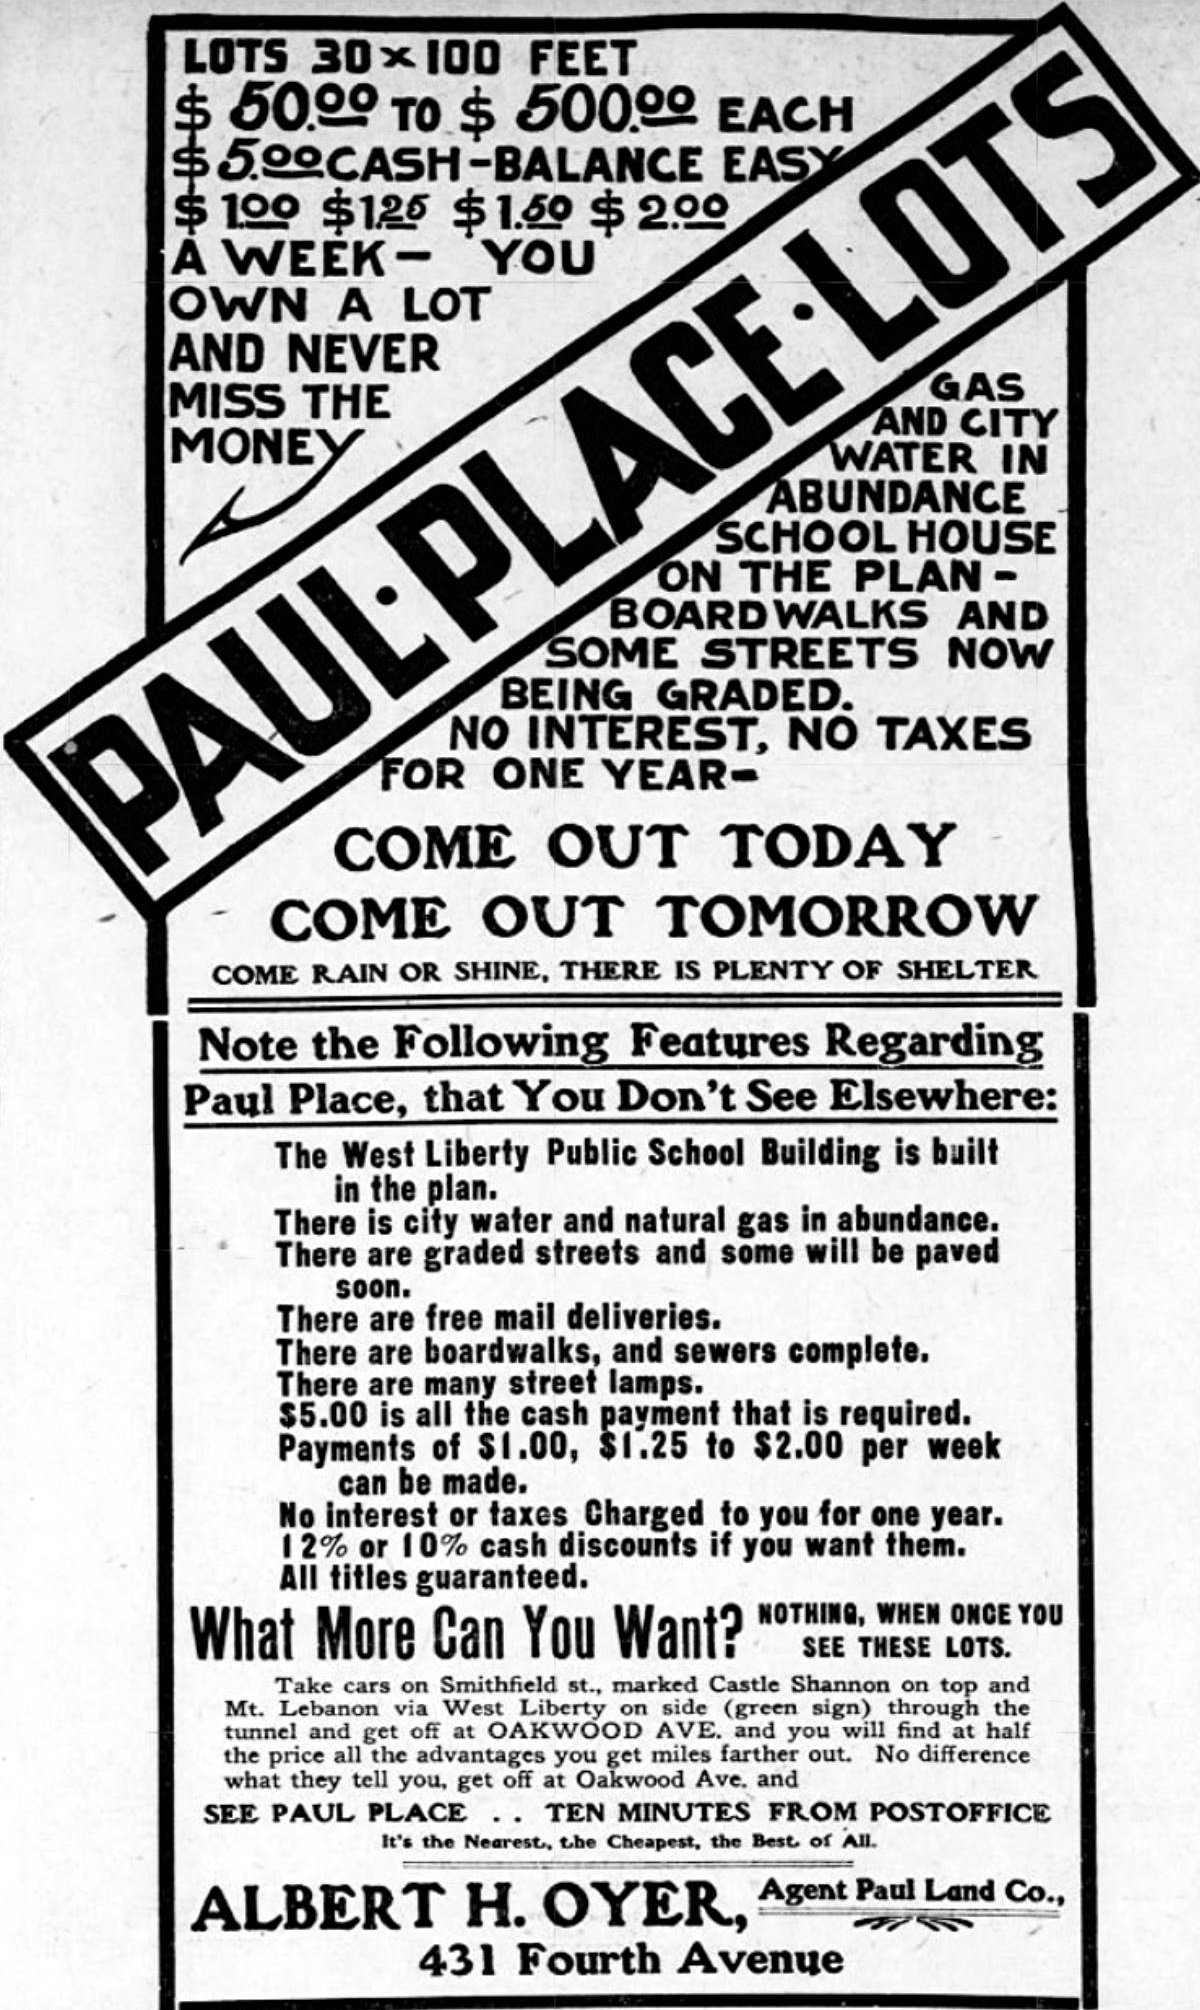 LOTS 30 x 100 FEET
$ 50.00 TO $ 500.00 EACH
$ 5.00 CASH - BALANCE EASY
$ 1.00 $1.25 $1.50 $ 2.00
A WEEK - YOU
OWN A LOT
AND NEVER
MISS THE
MONEY
PAUL·PLACE·LOTS
GAS
AND CITY
WATER IN
ABUNDANCE
SCHOOL HOUSE
ON THE PLAN -
BOARDWALKS AND
SOME STREETS NOW
BEING GRADED.
NO INTEREST, NO TAXES
FOR ONE YEAR -
COME OUT TODAY
COME OUT TOMORROW
COME RAIN OR SHINE, THERE IS PLENTY OF SHELTER
Note the Following Features Regarding
Paul Place, that You Don't See Elsewhere:
The West Liberty Public School Building is built
in the plan.
There is city water and natural gas in abundance.
There are graded streets and some will be paved
soon.
There are free mail deliveries.
There are boardwalks, and sewers complete.
There are many street lamps.
$5.00 is all the cash payment that is required.
Payments of $1.00, $1.25 to $2.00 per week
can be made.
No interest or taxes Charged to you for one year.
12% or 10% cash discounts if you want them.
All titles guaranteed.
What More Can You Want? NOTHING, WHEN ONCE YOU
SEE THESE LOTS.
Take cars on Smithfield st., marked Castle Shannon on top and
Mt. Lebanon via West Liberty on side (green sign) through the
tunnel and get off at OAKWOOD AVE. and you will find at half
the price all the advantages you get miles farther out. No difference
what they tell you, get off at Oakwood Ave. and
SEE PAUL PLACE . . TEN MINUTES FROM POSTOFFICE
It's the Nearest, the Cheapest, the Best of All.
ALBERT H. OYER, Agent Paul Land Co.,
431 Fourth Avenue